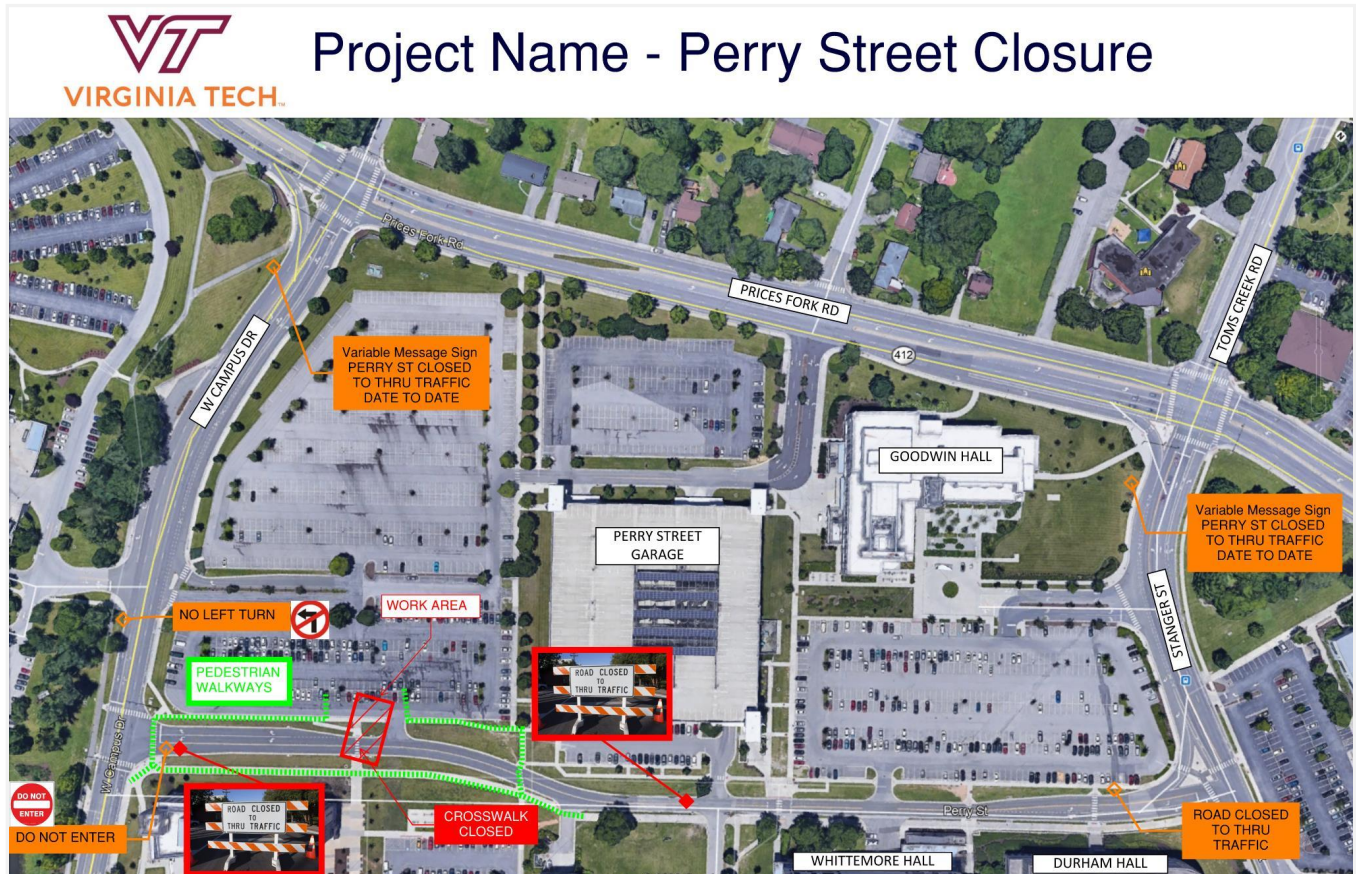 VT
VIRGINIA TECH™
Project Name - Perry Street Closure
Prices Fork Rd
PRICES FORK RD
412
TOMS CREEK RD
W CAMPUS DR
Variable Message Sign
PERRY ST CLOSED
TO THRU TRAFFIC
DATE TO DATE
GOODWIN HALL
Variable Message Sign
PERRY ST CLOSED
TO THRU TRAFFIC
DATE TO DATE
PERRY STREET
GARAGE
STANGER ST
NO LEFT TURN
WORK AREA
PEDESTRIAN
WALKWAYS
ROAD CLOSED
TO
THRU TRAFFIC
W Campus Dr
DO NOT
ENTER
DO NOT ENTER
ROAD CLOSED
TO
THRU TRAFFIC
CROSSWALK
CLOSED
Perry St
ROAD CLOSED
TO THRU
TRAFFIC
WHITTEMORE HALL
DURHAM HALL